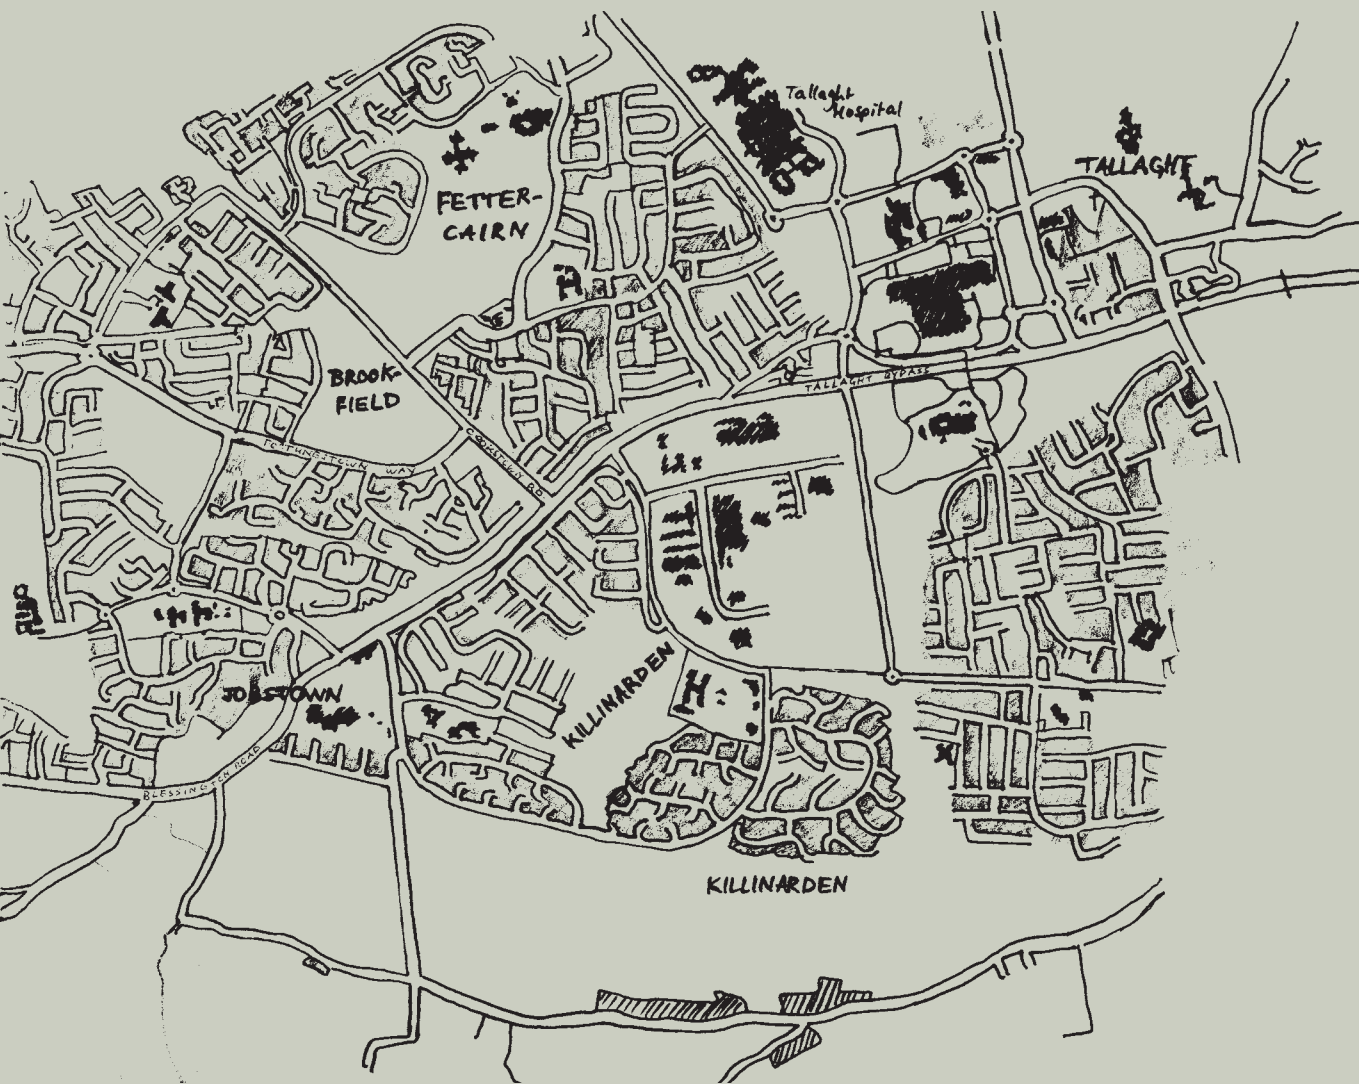 Tallaght
Hospital
TALLAGHT
FETTER-
CAIRN
BROOK-
FIELD
TALLAGHT BYPASS
FORTUNESTOWN WAY
COOKSTOWN RD
KILLINARDEN
JOBSTOWN
BLESSINGTON ROAD
KILLINARDEN